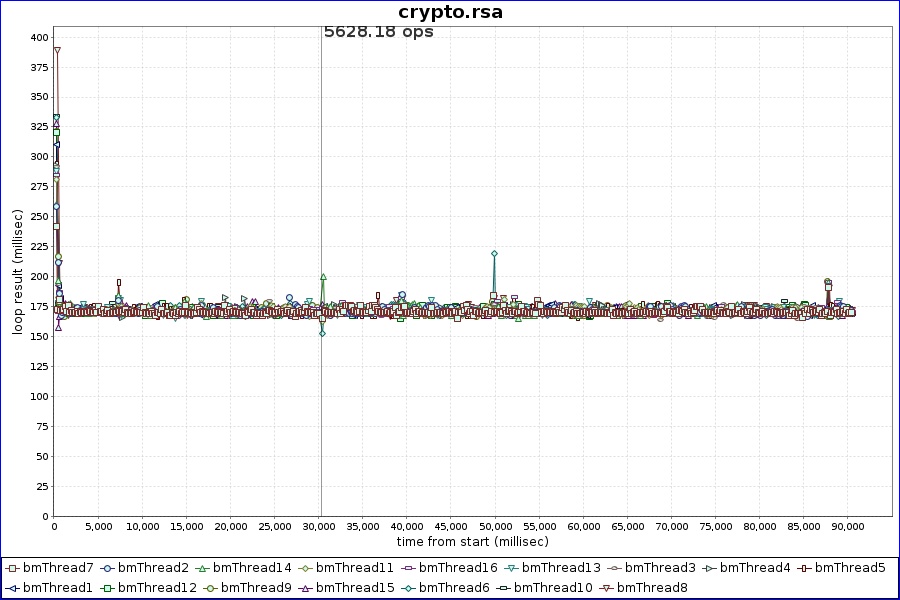 crypto.rsa
5628.18 ops
400
375
350
325
300
275
250
225
200
175
150
125
100
75
50
25
0
loop result (millisec)
0 5,000 10,000 15,000 20,000 25,000 30,000 35,000 40,000 45,000 50,000 55,000 60,000 65,000 70,000 75,000 80,000 85,000 90,000
time from start (millisec)
bmThread7 bmThread2 bmThread14 bmThread11 bmThread16 bmThread13 bmThread3 bmThread4 bmThread5
bmThread1 bmThread12 bmThread9 bmThread15 bmThread6 bmThread10 bmThread8